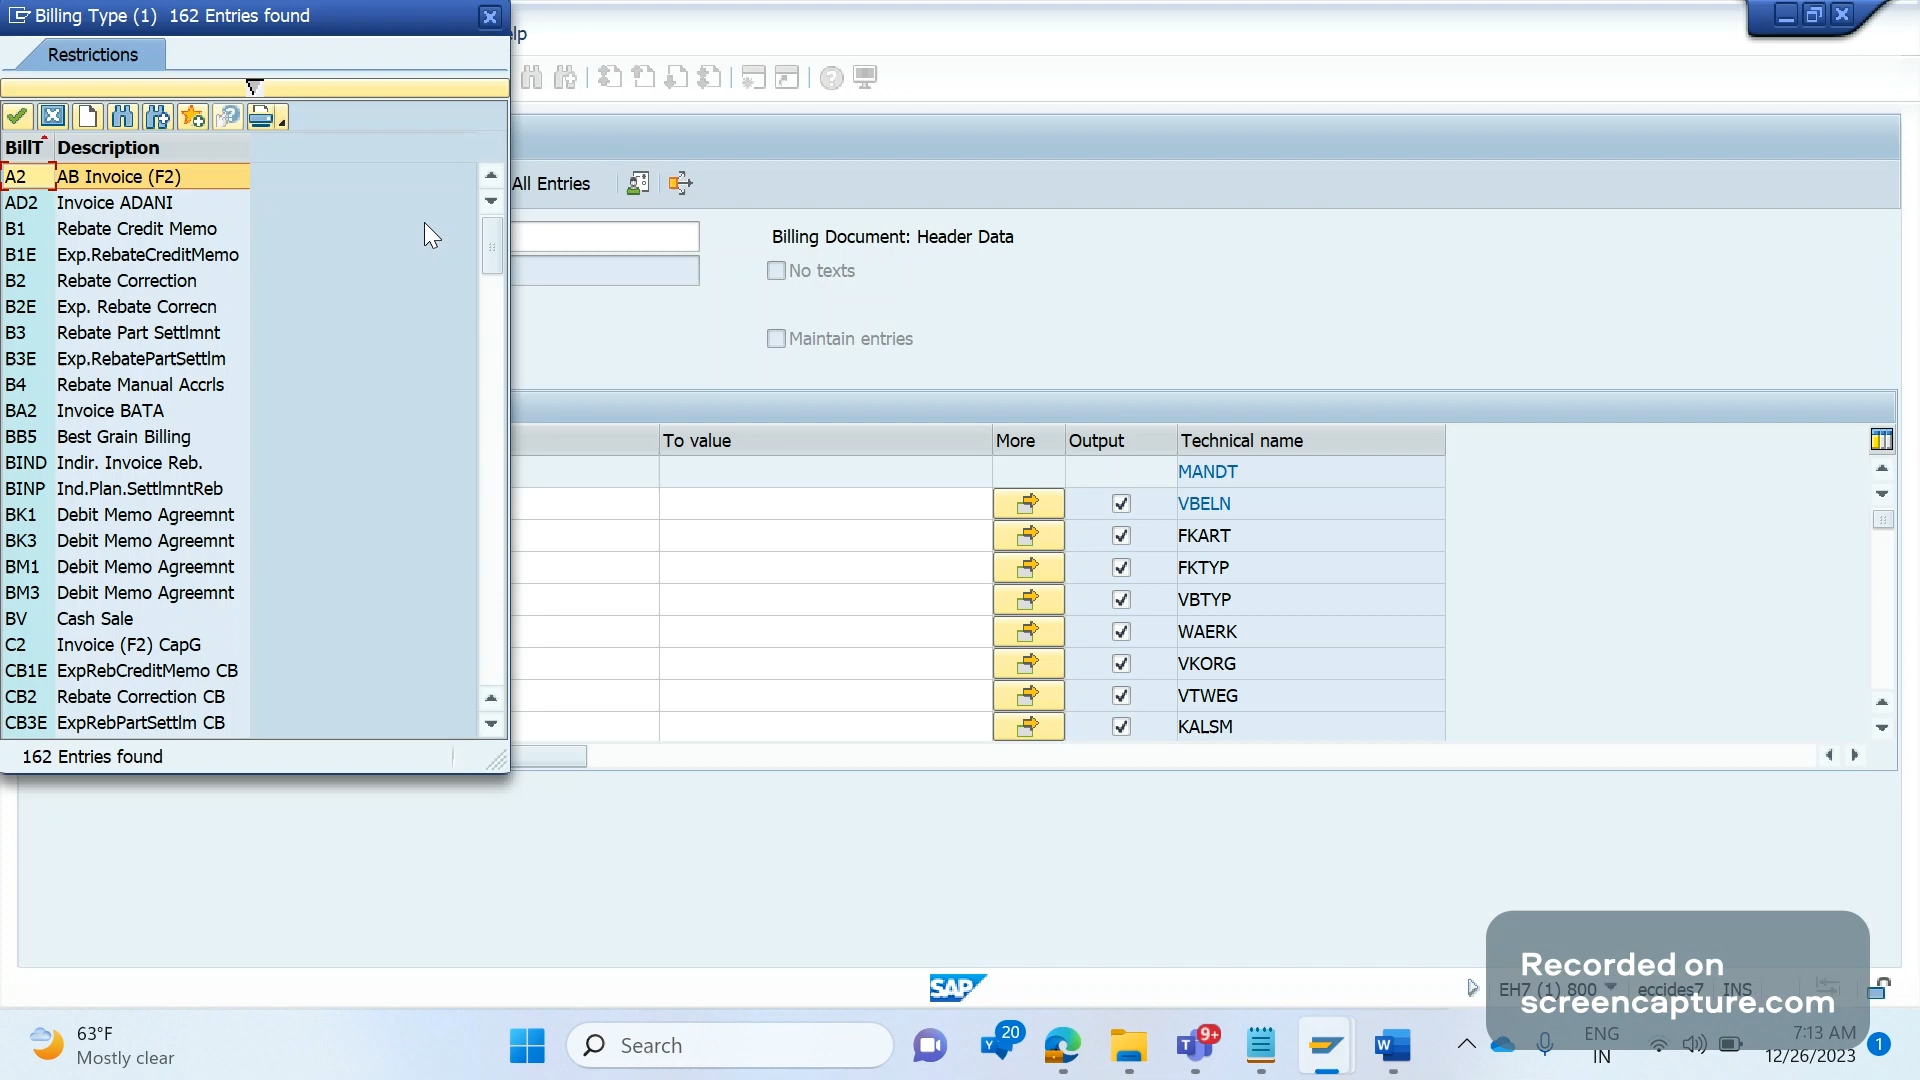 Billing Type (1)   162 Entries found
Restrictions
BillT Description
A2 AB Invoice (F2)
AD2 Invoice ADANI
B1 Rebate Credit Memo
B1E Exp.RebateCreditMemo
B2 Rebate Correction
B2E Exp. Rebate Correcn
B3 Rebate Part Settlmnt
B3E Exp.RebatePartSettlm
B4 Rebate Manual Accrls
BA2 Invoice BATA
BB5 Best Grain Billing
BIND Indir. Invoice Reb.
BINP Ind.Plan.SettlmntReb
BK1 Debit Memo Agreemnt
BK3 Debit Memo Agreemnt
BM1 Debit Memo Agreemnt
BM3 Debit Memo Agreemnt
BV Cash Sale
C2 Invoice (F2) CapG
CB1E ExpRebCreditMemo CB
CB2 Rebate Correction CB
CB3E ExpRebPartSettlm CB
162 Entries found
lp
All Entries
Billing Document: Header Data
No texts
Maintain entries
To value More Output Technical name
MANDT
VBELN
FKART
FKTYP
VBTYP
WAERK
VKORG
VTWEG
KALSM
SAP
EH7 (1) 800 eccides7 INS
Recorded on
screencapture.com
63°F
Mostly clear
Search
20
9+
ENG
IN
7:13 AM
12/26/2023
1